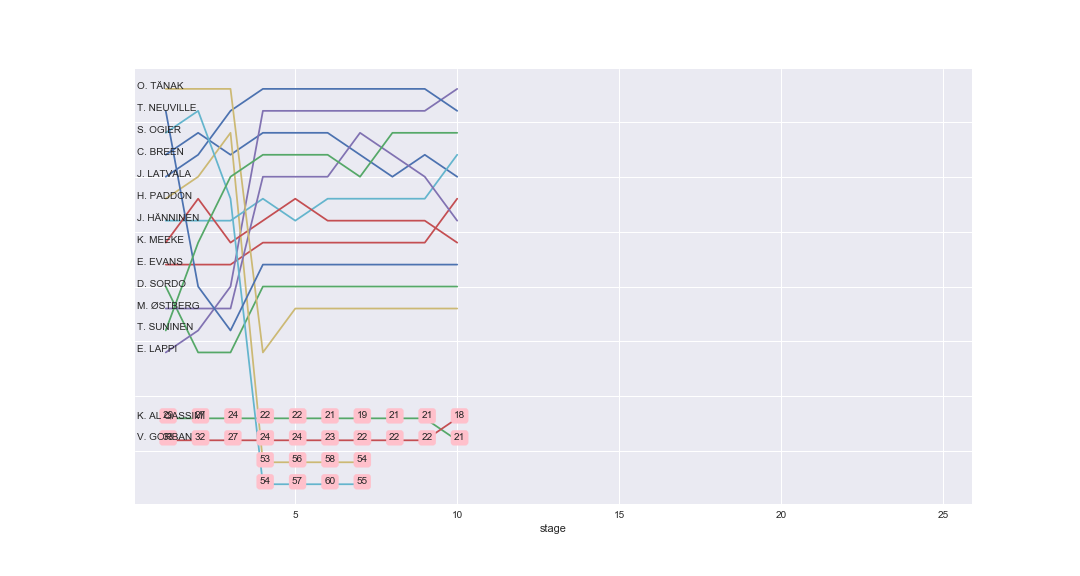 O. TÄNAK
T. NEUVILLE
S. OGIER
C. BREEN
J. LATVALA
H. PADDON
J. HÄNNINEN
K. MEEKE
E. EVANS
D. SORDO
M. ØSTBERG
T. SUNINEN
E. LAPPI
K. AL QASSIMI 24 22 22 21 19 21 21 18
V. GORBAN 32 27 24 24 23 22 22 22 21
53 56 58 54
54 57 60 55
5 10 15 20 25
stage